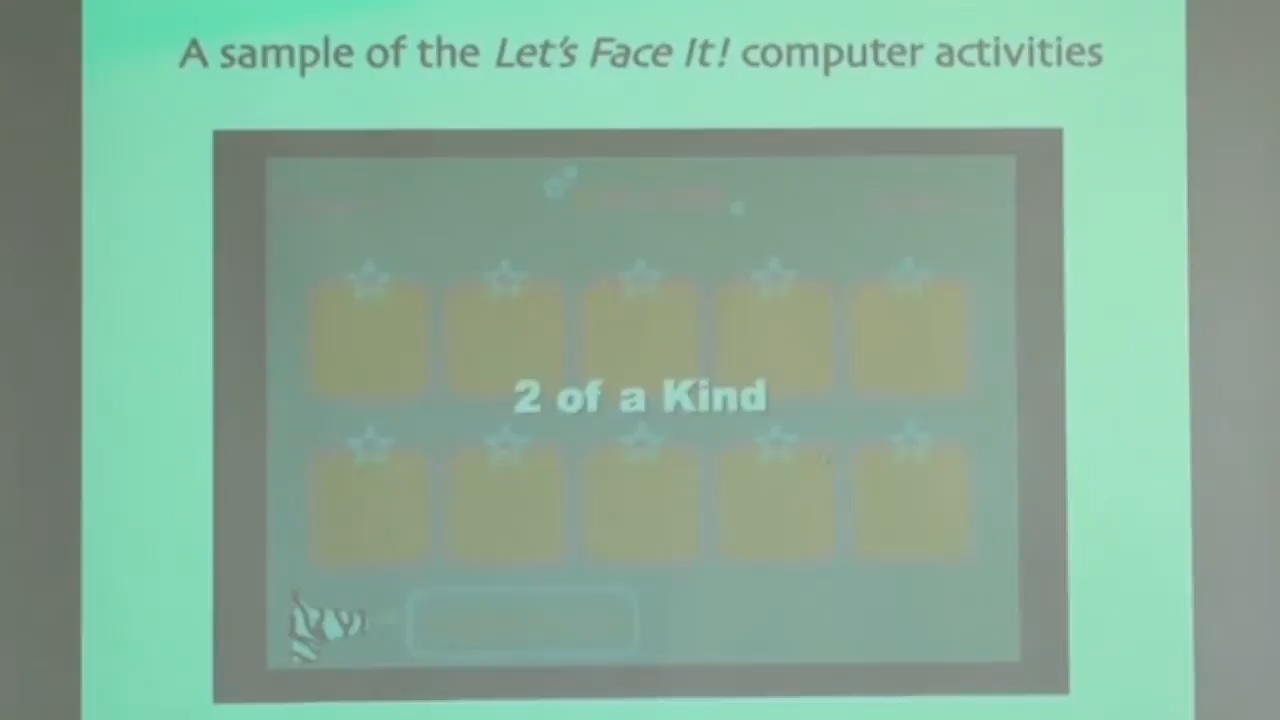 A sample of the Let's Face It! computer activities
2 of a Kind